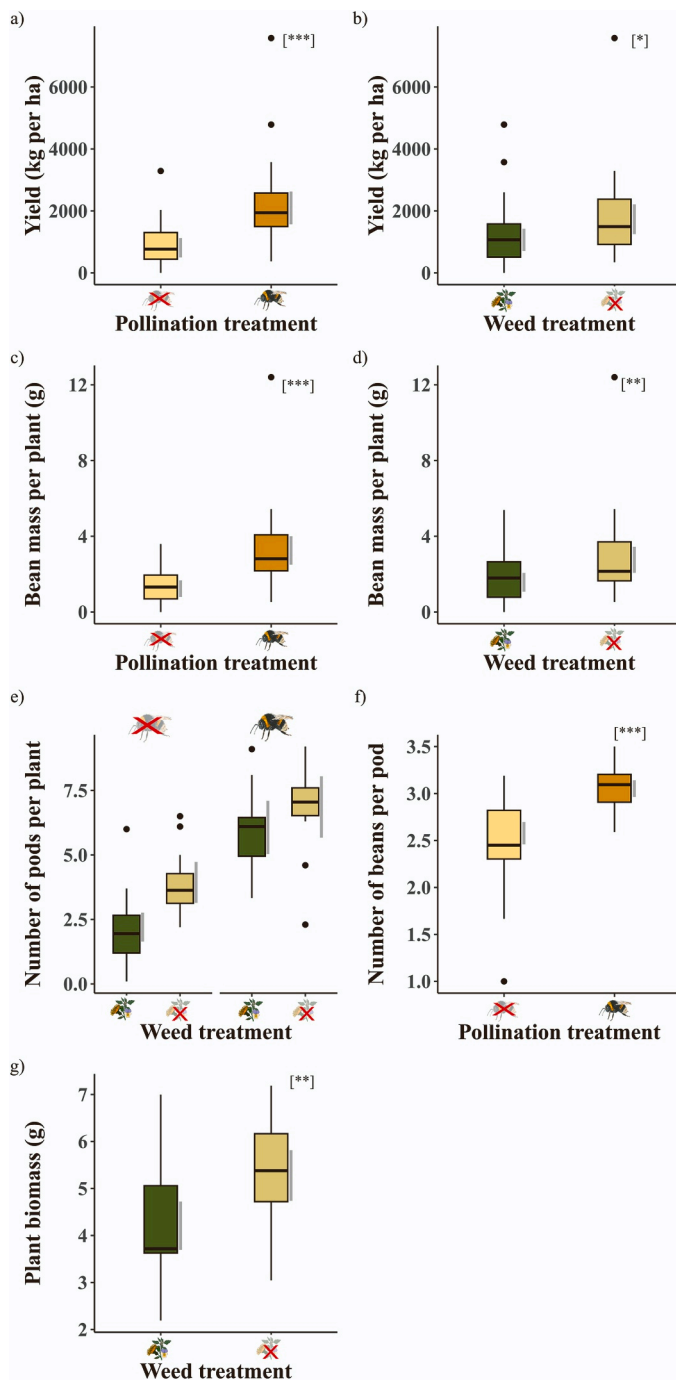 a)
[***]
Yield (kg per ha)
6000
4000
2000
0
Pollination treatment
b)
[*]
Yield (kg per ha)
6000
4000
2000
0
Weed treatment
c)
[***]
Bean mass per plant (g)
12
8
4
0
Pollination treatment
d)
[**]
Bean mass per plant (g)
12
8
4
0
Weed treatment
e)
Number of pods per plant
7.5
5.0
2.5
0.0
Weed treatment
f)
[***]
Number of beans per pod
3.5
3.0
2.5
2.0
1.5
1.0
Pollination treatment
g)
[**]
Plant biomass (g)
7
6
5
4
3
2
Weed treatment